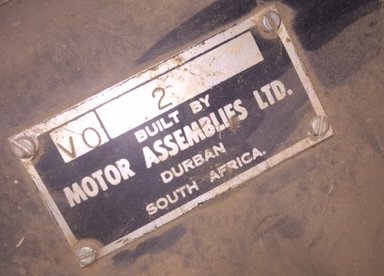 VO 2
BUILT BY
MOTOR ASSEMBLIES LTD.
DURBAN
SOUTH AFRICA.